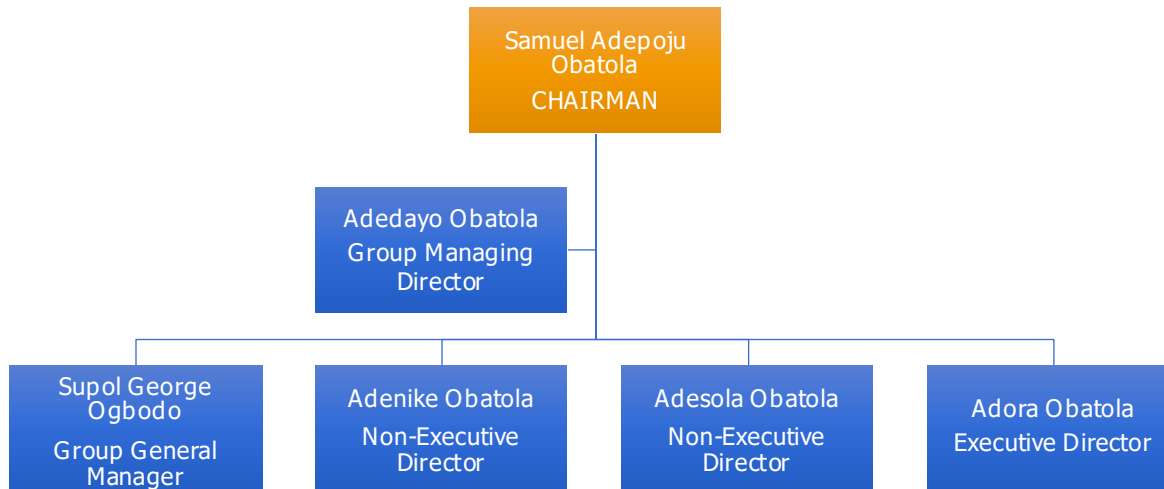 Samuel Adepoju
Obatola
CHAIRMAN
Adedayo Obatola
Group Managing
Director
Supol George
Ogbodo
Group General
Manager
Adenike Obatola
Non-Executive
Director
Adesola Obatola
Non-Executive
Director
Adora Obatola
Executive Director